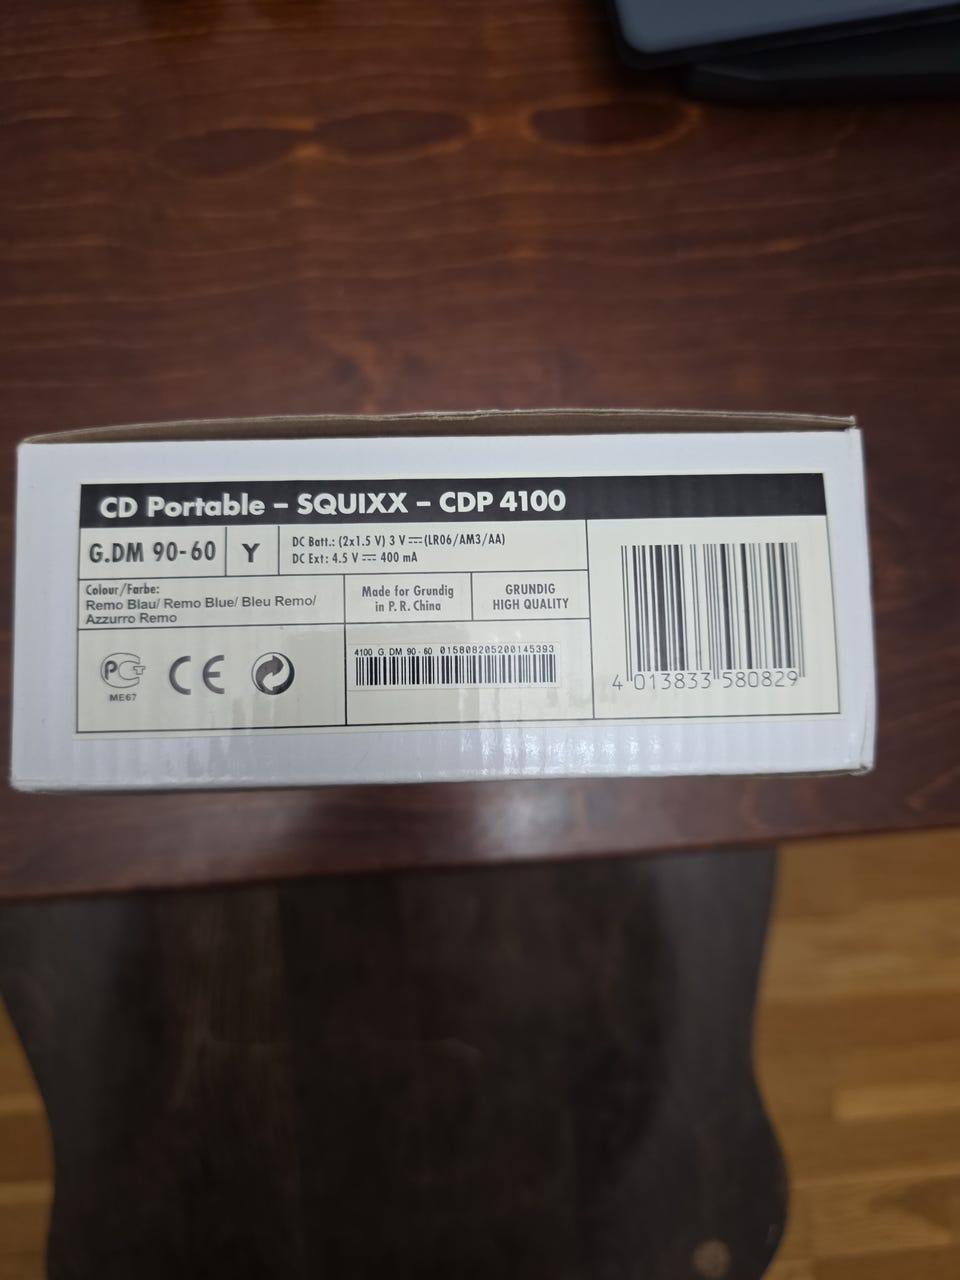 CD Portable – SQUIXX – CDP 4100
G.DM 90-60
Y
DC Batt.: (2x1.5 V) 3 V ⎓ (LR06/AM3/AA)
DC Ext: 4.5 V ⎓ 400 mA
Colour/Farbe:
Remo Blau/ Remo Blue/ Bleu Remo/
Azzurro Remo
Made for Grundig
in P. R. China
GRUNDIG
HIGH QUALITY
РСТ
ME67
CE
4100 G.DM 90-60 015808205200145393
4 013833 580829